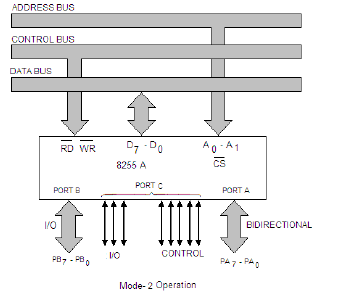 ADDRESS BUS
CONTROL BUS
DATA BUS
RD WR D7 - D0 A0 - A1
8255 A CS
PORT B PORT C PORT A
I/O I/O CONTROL BIDIRECTIONAL
PB7 - PB0 PA7 - PA0
Mode- 2 Operation